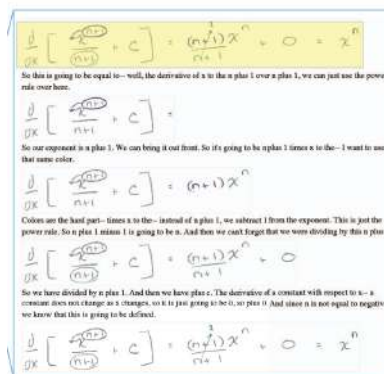 d/dx [ x^(n+1)/(n+1) + c ] = (n+1)x^n/(n+1) + 0 = x^n
So this is going to be equal to-- well, the derivative of x to the n plus 1 over n plus 1, we can just use the power
rule over here.
d/dx [ x^(n+1)/(n+1) + c ] =
So our exponent is n plus 1. We can bring it out front. So it's going to be n plus 1 times x to the-- I want to use
that same color.
d/dx [ x^(n+1)/(n+1) + c ] = (n+1)x^n
Colors are the hard part-- times x to the-- instead of n plus 1, we subtract 1 from the exponent. This is just the
power rule. So n plus 1 minus 1 is going to be n. And then we can't forget that we were dividing by this n plus
d/dx [ x^(n+1)/(n+1) + c ] = (n+1)x^n/(n+1) + 0
So we have divided by n plus 1. And then we have plus c. The derivative of a constant with respect to x-- a
constant does not change as x changes, so it is just going to be 0, so plus 0 And since n is not equal to negative
we know that this is going to be defined.
d/dx [ x^(n+1)/(n+1) + c ] = (n+1)x^n/(n+1) + 0 = x^n